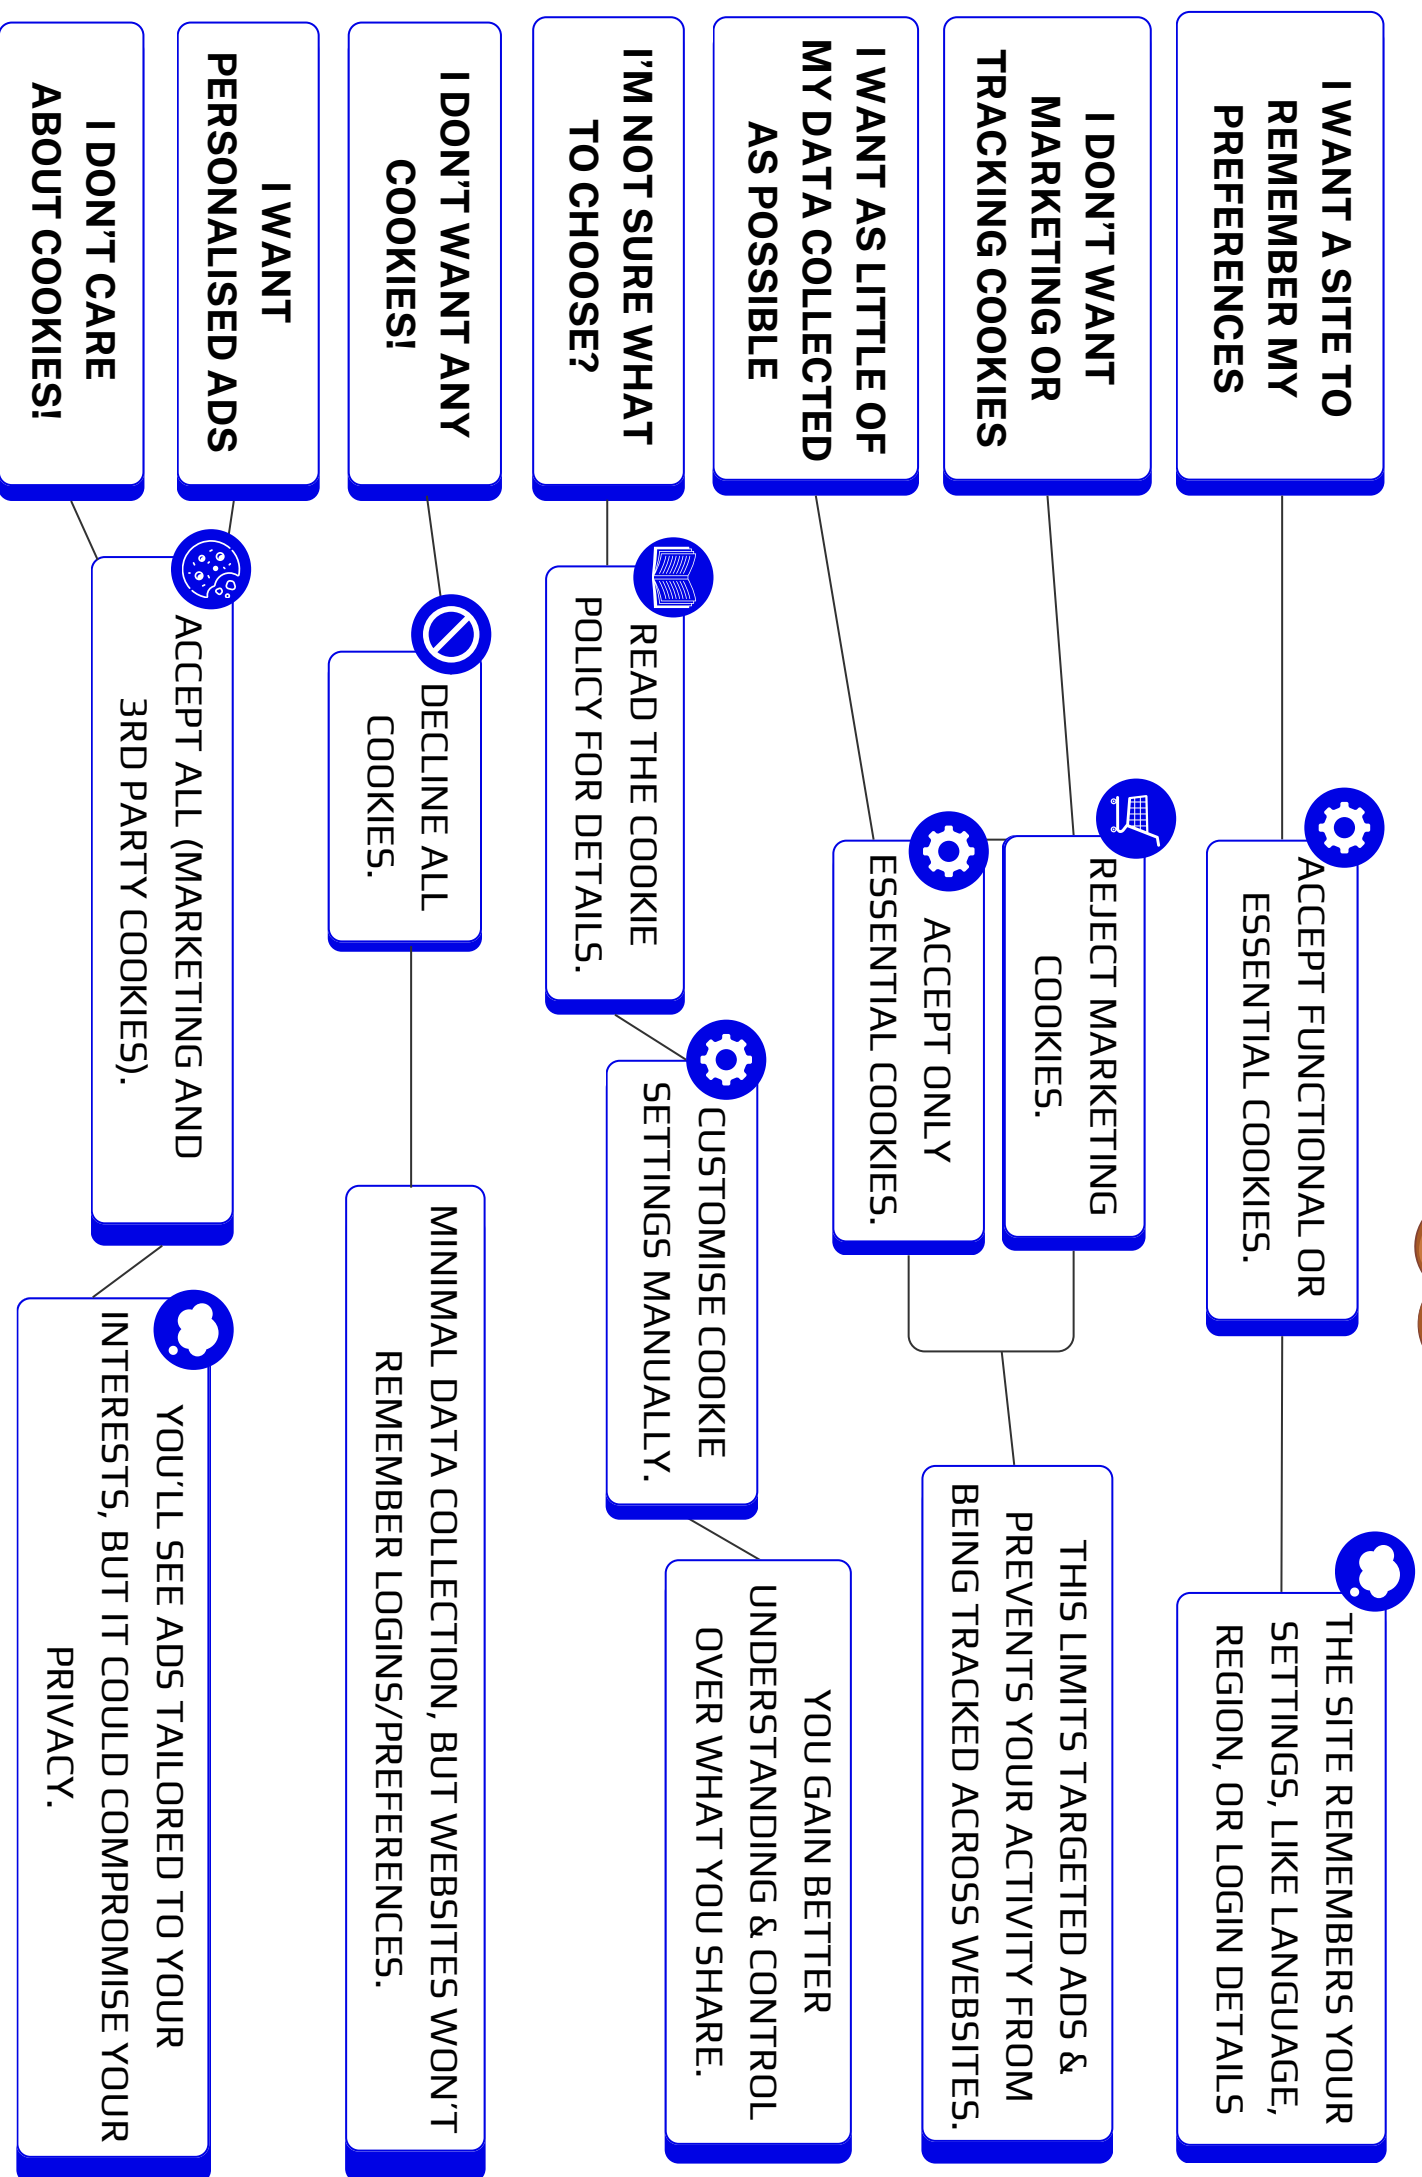 I WANT A SITE TO
REMEMBER MY
PREFERENCES
ACCEPT FUNCTIONAL OR
ESSENTIAL COOKIES.
THE SITE REMEMBERS YOUR
SETTINGS, LIKE LANGUAGE,
REGION, OR LOGIN DETAILS
I DON'T WANT
MARKETING OR
TRACKING COOKIES
REJECT MARKETING
COOKIES.
I WANT AS LITTLE OF
MY DATA COLLECTED
AS POSSIBLE
ACCEPT ONLY
ESSENTIAL COOKIES.
THIS LIMITS TARGETED ADS &
PREVENTS YOUR ACTIVITY FROM
BEING TRACKED ACROSS WEBSITES.
I'M NOT SURE WHAT
TO CHOOSE?
READ THE COOKIE
POLICY FOR DETAILS.
CUSTOMISE COOKIE
SETTINGS MANUALLY.
YOU GAIN BETTER
UNDERSTANDING & CONTROL
OVER WHAT YOU SHARE.
I DON'T WANT ANY
COOKIES!
DECLINE ALL
COOKIES.
MINIMAL DATA COLLECTION, BUT WEBSITES WON'T
REMEMBER LOGINS/PREFERENCES.
I WANT
PERSONALISED ADS
I DON'T CARE
ABOUT COOKIES!
ACCEPT ALL (MARKETING AND
3RD PARTY COOKIES).
YOU'LL SEE ADS TAILORED TO YOUR
INTERESTS, BUT IT COULD COMPROMISE YOUR
PRIVACY.